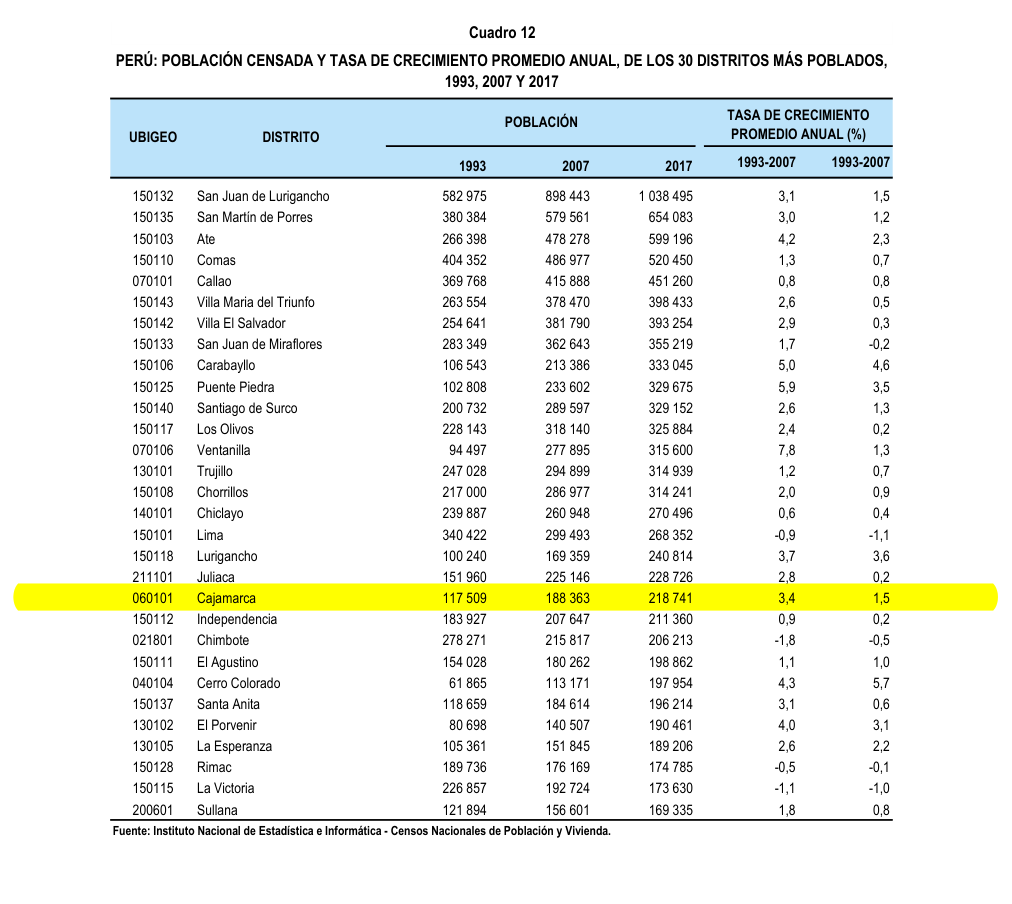 Cuadro 12
PERÚ: POBLACIÓN CENSADA Y TASA DE CRECIMIENTO PROMEDIO ANUAL, DE LOS 30 DISTRITOS MÁS POBLADOS,
1993, 2007 Y 2017
UBIGEO DISTRITO POBLACIÓN TASA DE CRECIMIENTO PROMEDIO ANUAL (%)
1993 2007 2017 1993-2007 1993-2007
150132 San Juan de Lurigancho 582 975 898 443 1 038 495 3,1 1,5
150135 San Martín de Porres 380 384 579 561 654 083 3,0 1,2
150103 Ate 266 398 478 278 599 196 4,2 2,3
150110 Comas 404 352 486 977 520 450 1,3 0,7
070101 Callao 369 768 415 888 451 260 0,8 0,8
150143 Villa Maria del Triunfo 263 554 378 470 398 433 2,6 0,5
150142 Villa El Salvador 254 641 381 790 393 254 2,9 0,3
150133 San Juan de Miraflores 283 349 362 643 355 219 1,7 -0,2
150106 Carabayllo 106 543 213 386 333 045 5,0 4,6
150125 Puente Piedra 102 808 233 602 329 675 5,9 3,5
150140 Santiago de Surco 200 732 289 597 329 152 2,6 1,3
150117 Los Olivos 228 143 318 140 325 884 2,4 0,2
070106 Ventanilla 94 497 277 895 315 600 7,8 1,3
130101 Trujillo 247 028 294 899 314 939 1,2 0,7
150108 Chorrillos 217 000 286 977 314 241 2,0 0,9
140101 Chiclayo 239 887 260 948 270 496 0,6 0,4
150101 Lima 340 422 299 493 268 352 -0,9 -1,1
150118 Lurigancho 100 240 169 359 240 814 3,7 3,6
211101 Juliaca 151 960 225 146 228 726 2,8 0,2
060101 Cajamarca 117 509 188 363 218 741 3,4 1,5
150112 Independencia 183 927 207 647 211 360 0,9 0,2
021801 Chimbote 278 271 215 817 206 213 -1,8 -0,5
150111 El Agustino 154 028 180 262 198 862 1,1 1,0
040104 Cerro Colorado 61 865 113 171 197 954 4,3 5,7
150137 Santa Anita 118 659 184 614 196 214 3,1 0,6
130102 El Porvenir 80 698 140 507 190 461 4,0 3,1
130105 La Esperanza 105 361 151 845 189 206 2,6 2,2
150128 Rimac 189 736 176 169 174 785 -0,5 -0,1
150115 La Victoria 226 857 192 724 173 630 -1,1 -1,0
200601 Sullana 121 894 156 601 169 335 1,8 0,8
Fuente: Instituto Nacional de Estadística e Informática - Censos Nacionales de Población y Vivienda.